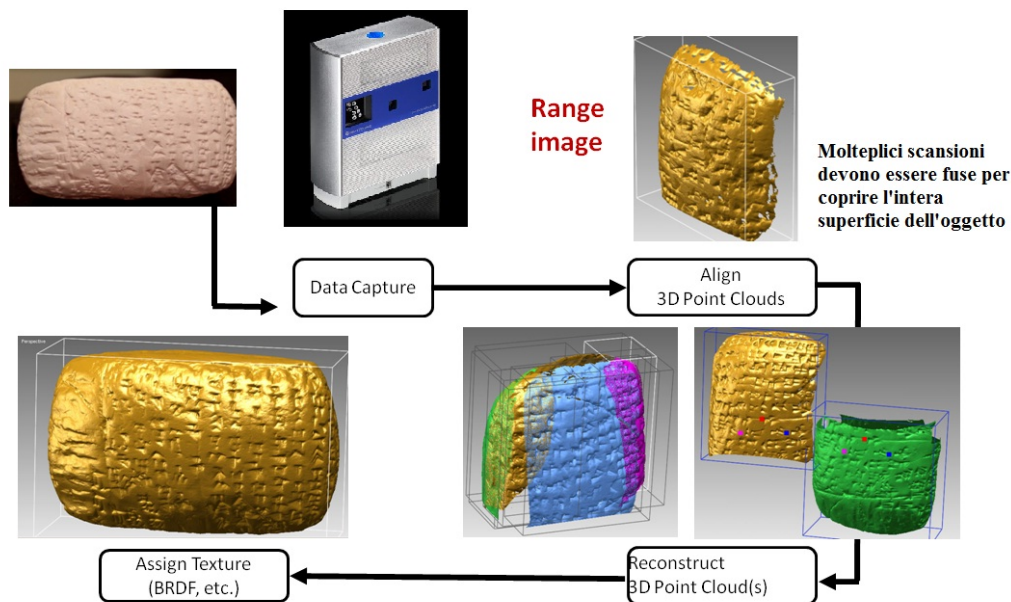 Range
image
Molteplici scansioni
devono essere fuse per
coprire l'intera
superficie dell'oggetto
Data Capture
Align
3D Point Clouds
Perspective
Reconstruct
3D Point Cloud(s)
Assign Texture
(BRDF, etc.)